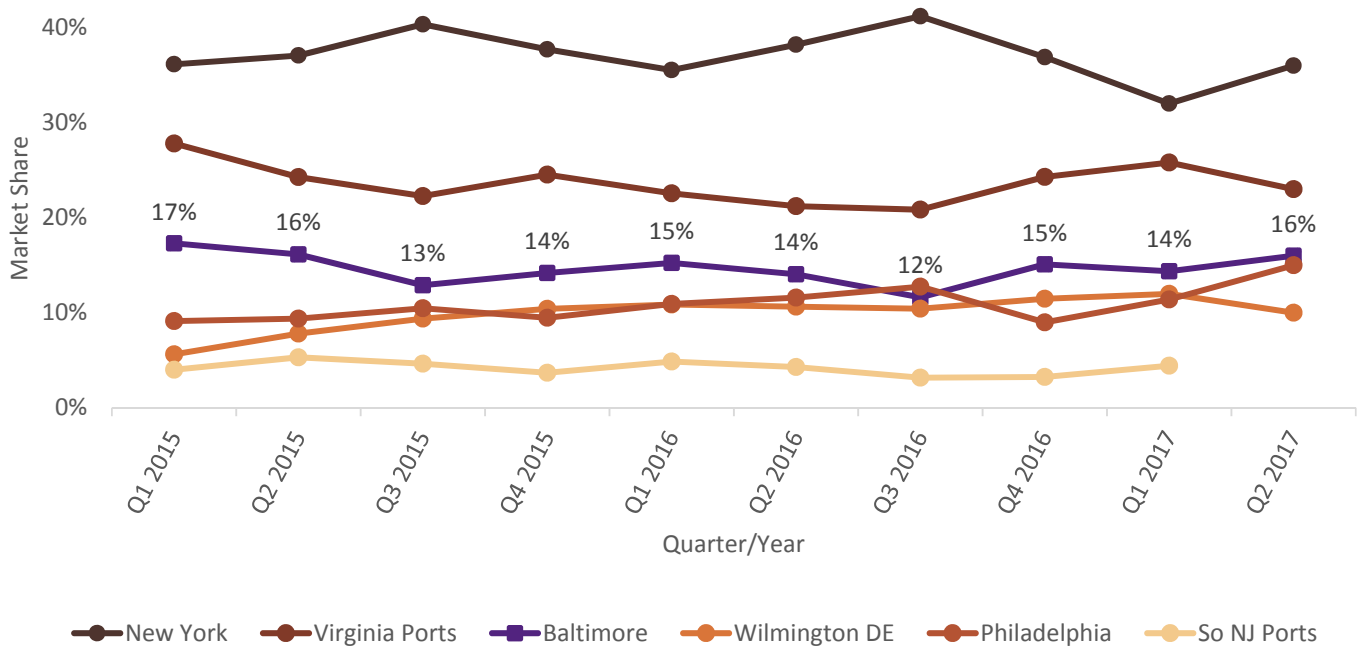 40%
30%
20%
10%
0%
Market Share
17%
16%
13%
14%
15%
14%
12%
15%
14%
16%
Q1 2015
Q2 2015
Q3 2015
Q4 2015
Q1 2016
Q2 2016
Q3 2016
Q4 2016
Q1 2017
Q2 2017
Quarter/Year
New York Virginia Ports Baltimore Wilmington DE Philadelphia So NJ Ports